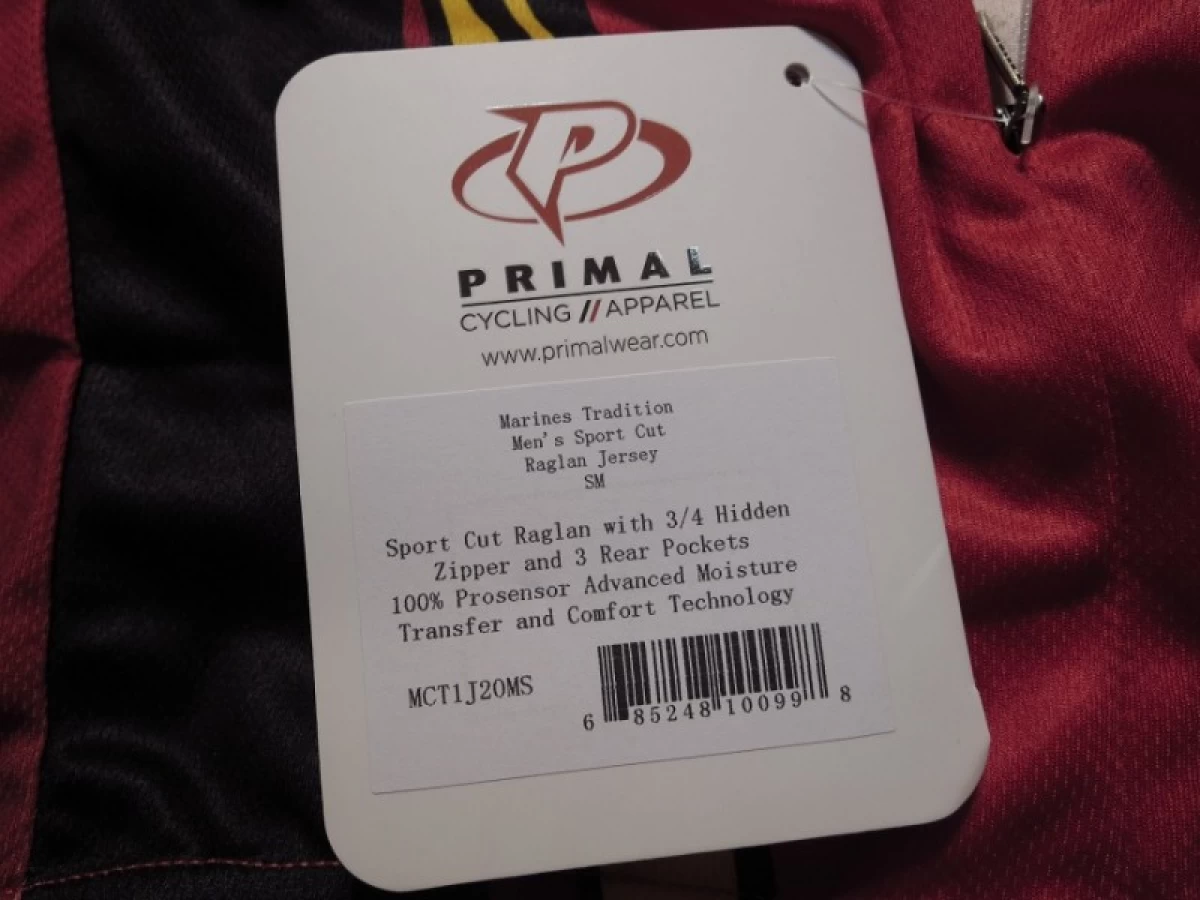 P
PRIMAL
CYCLING // APPAREL
www.primalwear.com
Marines Tradition
Men's Sport Cut
Raglan Jersey
SM
Sport Cut Raglan with 3/4 Hidden
Zipper and 3 Rear Pockets
100% Prosensor Advanced Moisture
Transfer and Comfort Technology
MCT1J20MS
6 85248 10099 8